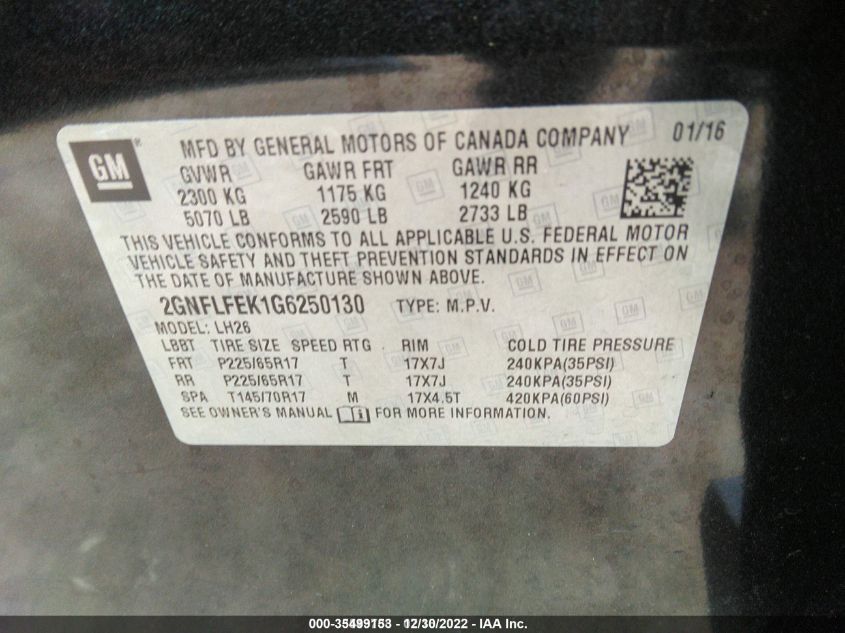 GM ® MFD BY GENERAL MOTORS OF CANADA COMPANY 01/16
GVWR GAWR FRT GAWR RR
2300 KG 1175 KG 1240 KG
5070 LB 2590 LB 2733 LB
THIS VEHICLE CONFORMS TO ALL APPLICABLE U.S. FEDERAL MOTOR
VEHICLE SAFETY AND THEFT PREVENTION STANDARDS IN EFFECT ON
THE DATE OF MANUFACTURE SHOWN ABOVE.
2GNFLFEK1G6250130 TYPE: M.P.V.
MODEL: LH26
LBBT TIRE SIZE SPEED RTG RIM COLD TIRE PRESSURE
FRT P225/65R17 T 17X7J 240KPA(35PSI)
RR P225/65R17 T 17X7J 240KPA(35PSI)
SPA T145/70R17 M 17X4.5T 420KPA(60PSI)
SEE OWNER'S MANUAL FOR MORE INFORMATION.
000-35499153 - 12/30/2022 - IAA Inc.